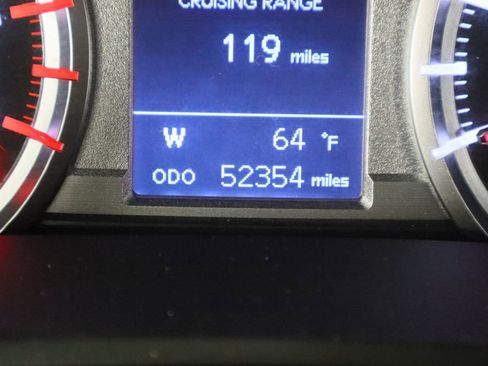 CRUISING RANGE
119 miles
W 64 °F
ODO 52354 miles